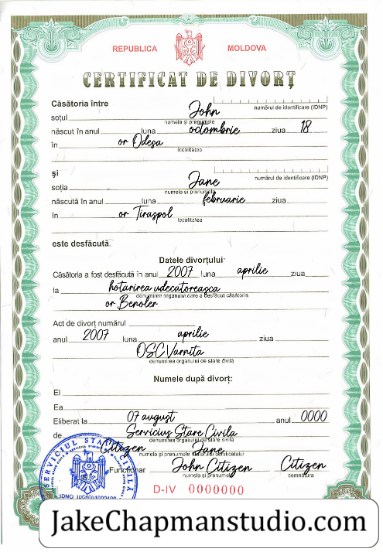 REPUBLICA MOLDOVA
CERTIFICAT DE DIVORȚ
Căsătoria între
soțul John numărul de identificare (IDNP)
numele și prenumele
născut în anul luna octombrie ziua 18
în or Odesa
localitatea
și
soția Jane numărul de identificare (IDNP)
numele și prenumele
născută în anul luna februarie ziua
în or Tiraspol
localitatea
este desfăcută.
Datele divorțului:
Căsătoria a fost desfăcută în anul 2007 luna aprilie ziua
la hotarirea udecatoreasca
denumirea organului care a desfăcut căsătoria
or Benoler
Act de divorț numărul
anul 2007 luna aprilie ziua
OSC Varnita
denumirea organului de stare civilă
Numele după divorț:
El
Ea
Eliberat la 07 august anul 0000
de Serviciul Stare Civila
denumirea organului de stare civilă
Citizen Jane
numele și prenumele
Funcționar John Citizen Citizen
numele și prenumele semnătura
D-IV 0000000
JakeChapmanstudio.com